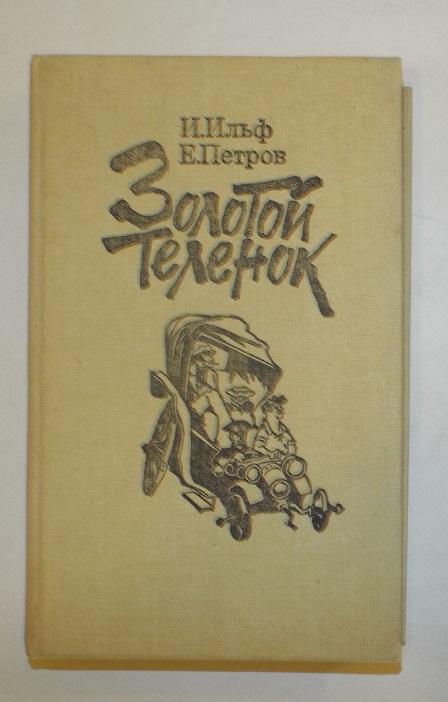 И.Ильф
Е.Петров
Золотой
теленок